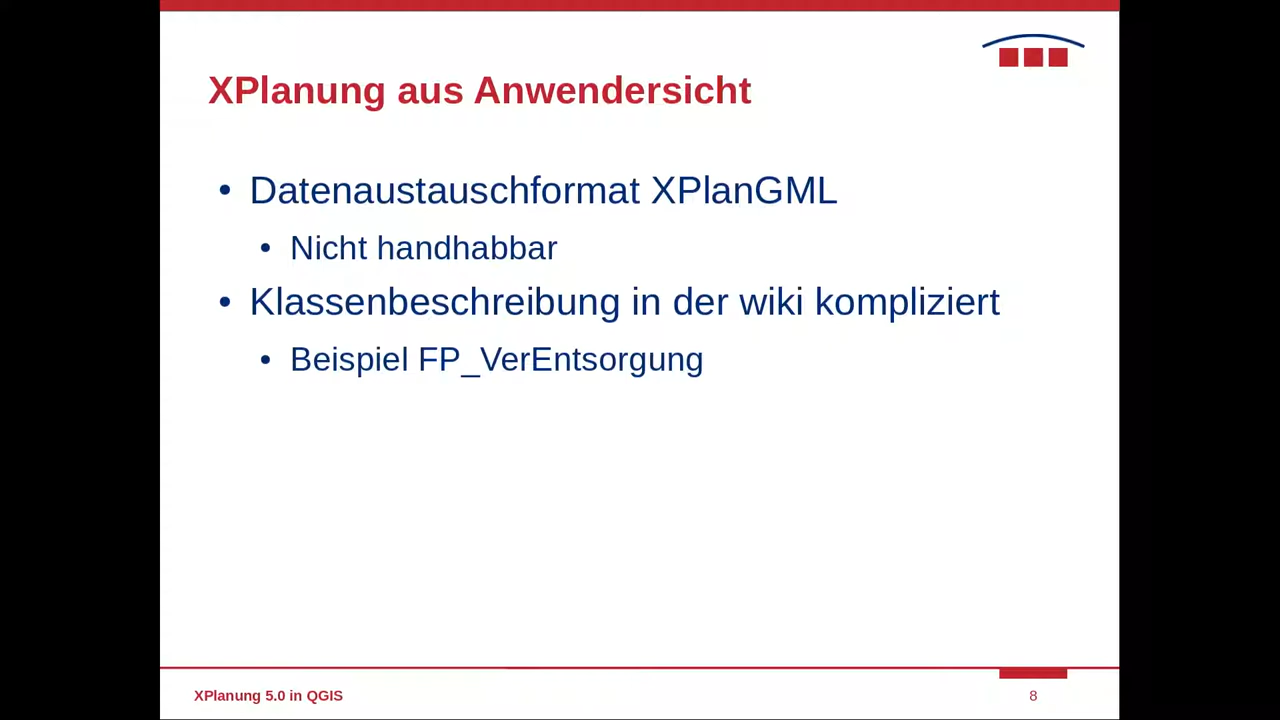 XPlanung aus Anwendersicht
• Datenaustauschformat XPlanGML
• Nicht handhabbar
• Klassenbeschreibung in der wiki kompliziert
• Beispiel FP_VerEntsorgung
XPlanung 5.0 in QGIS
8